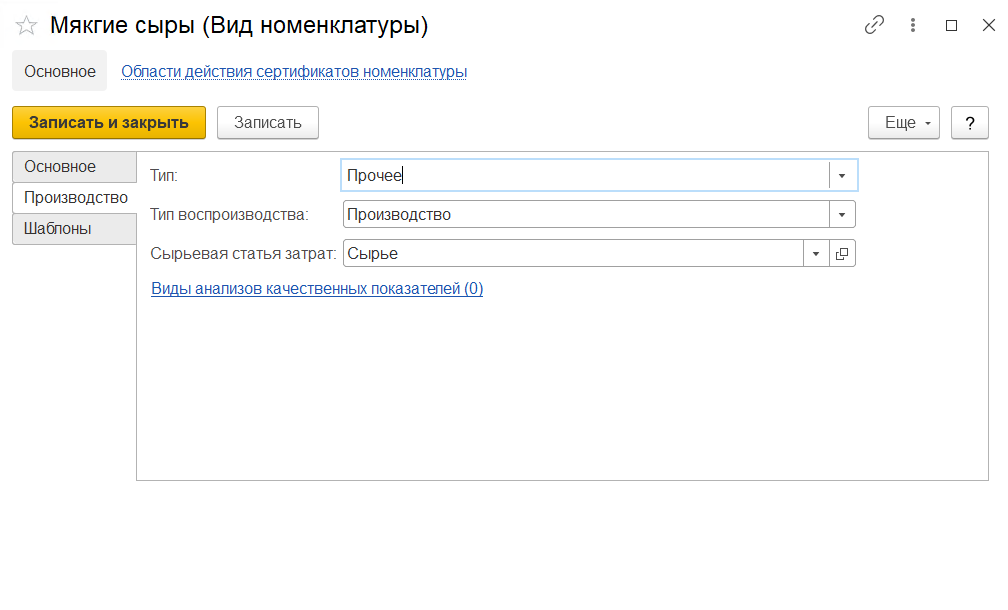 Мякгие сыры (Вид номенклатуры)
Основное Области действия сертификатов номенклатуры
Записать и закрыть Записать Еще ?
Основное
Производство
Шаблоны
Тип: Прочее
Тип воспроизводства: Производство
Сырьевая статья затрат: Сырье
Виды анализов качественных показателей (0)